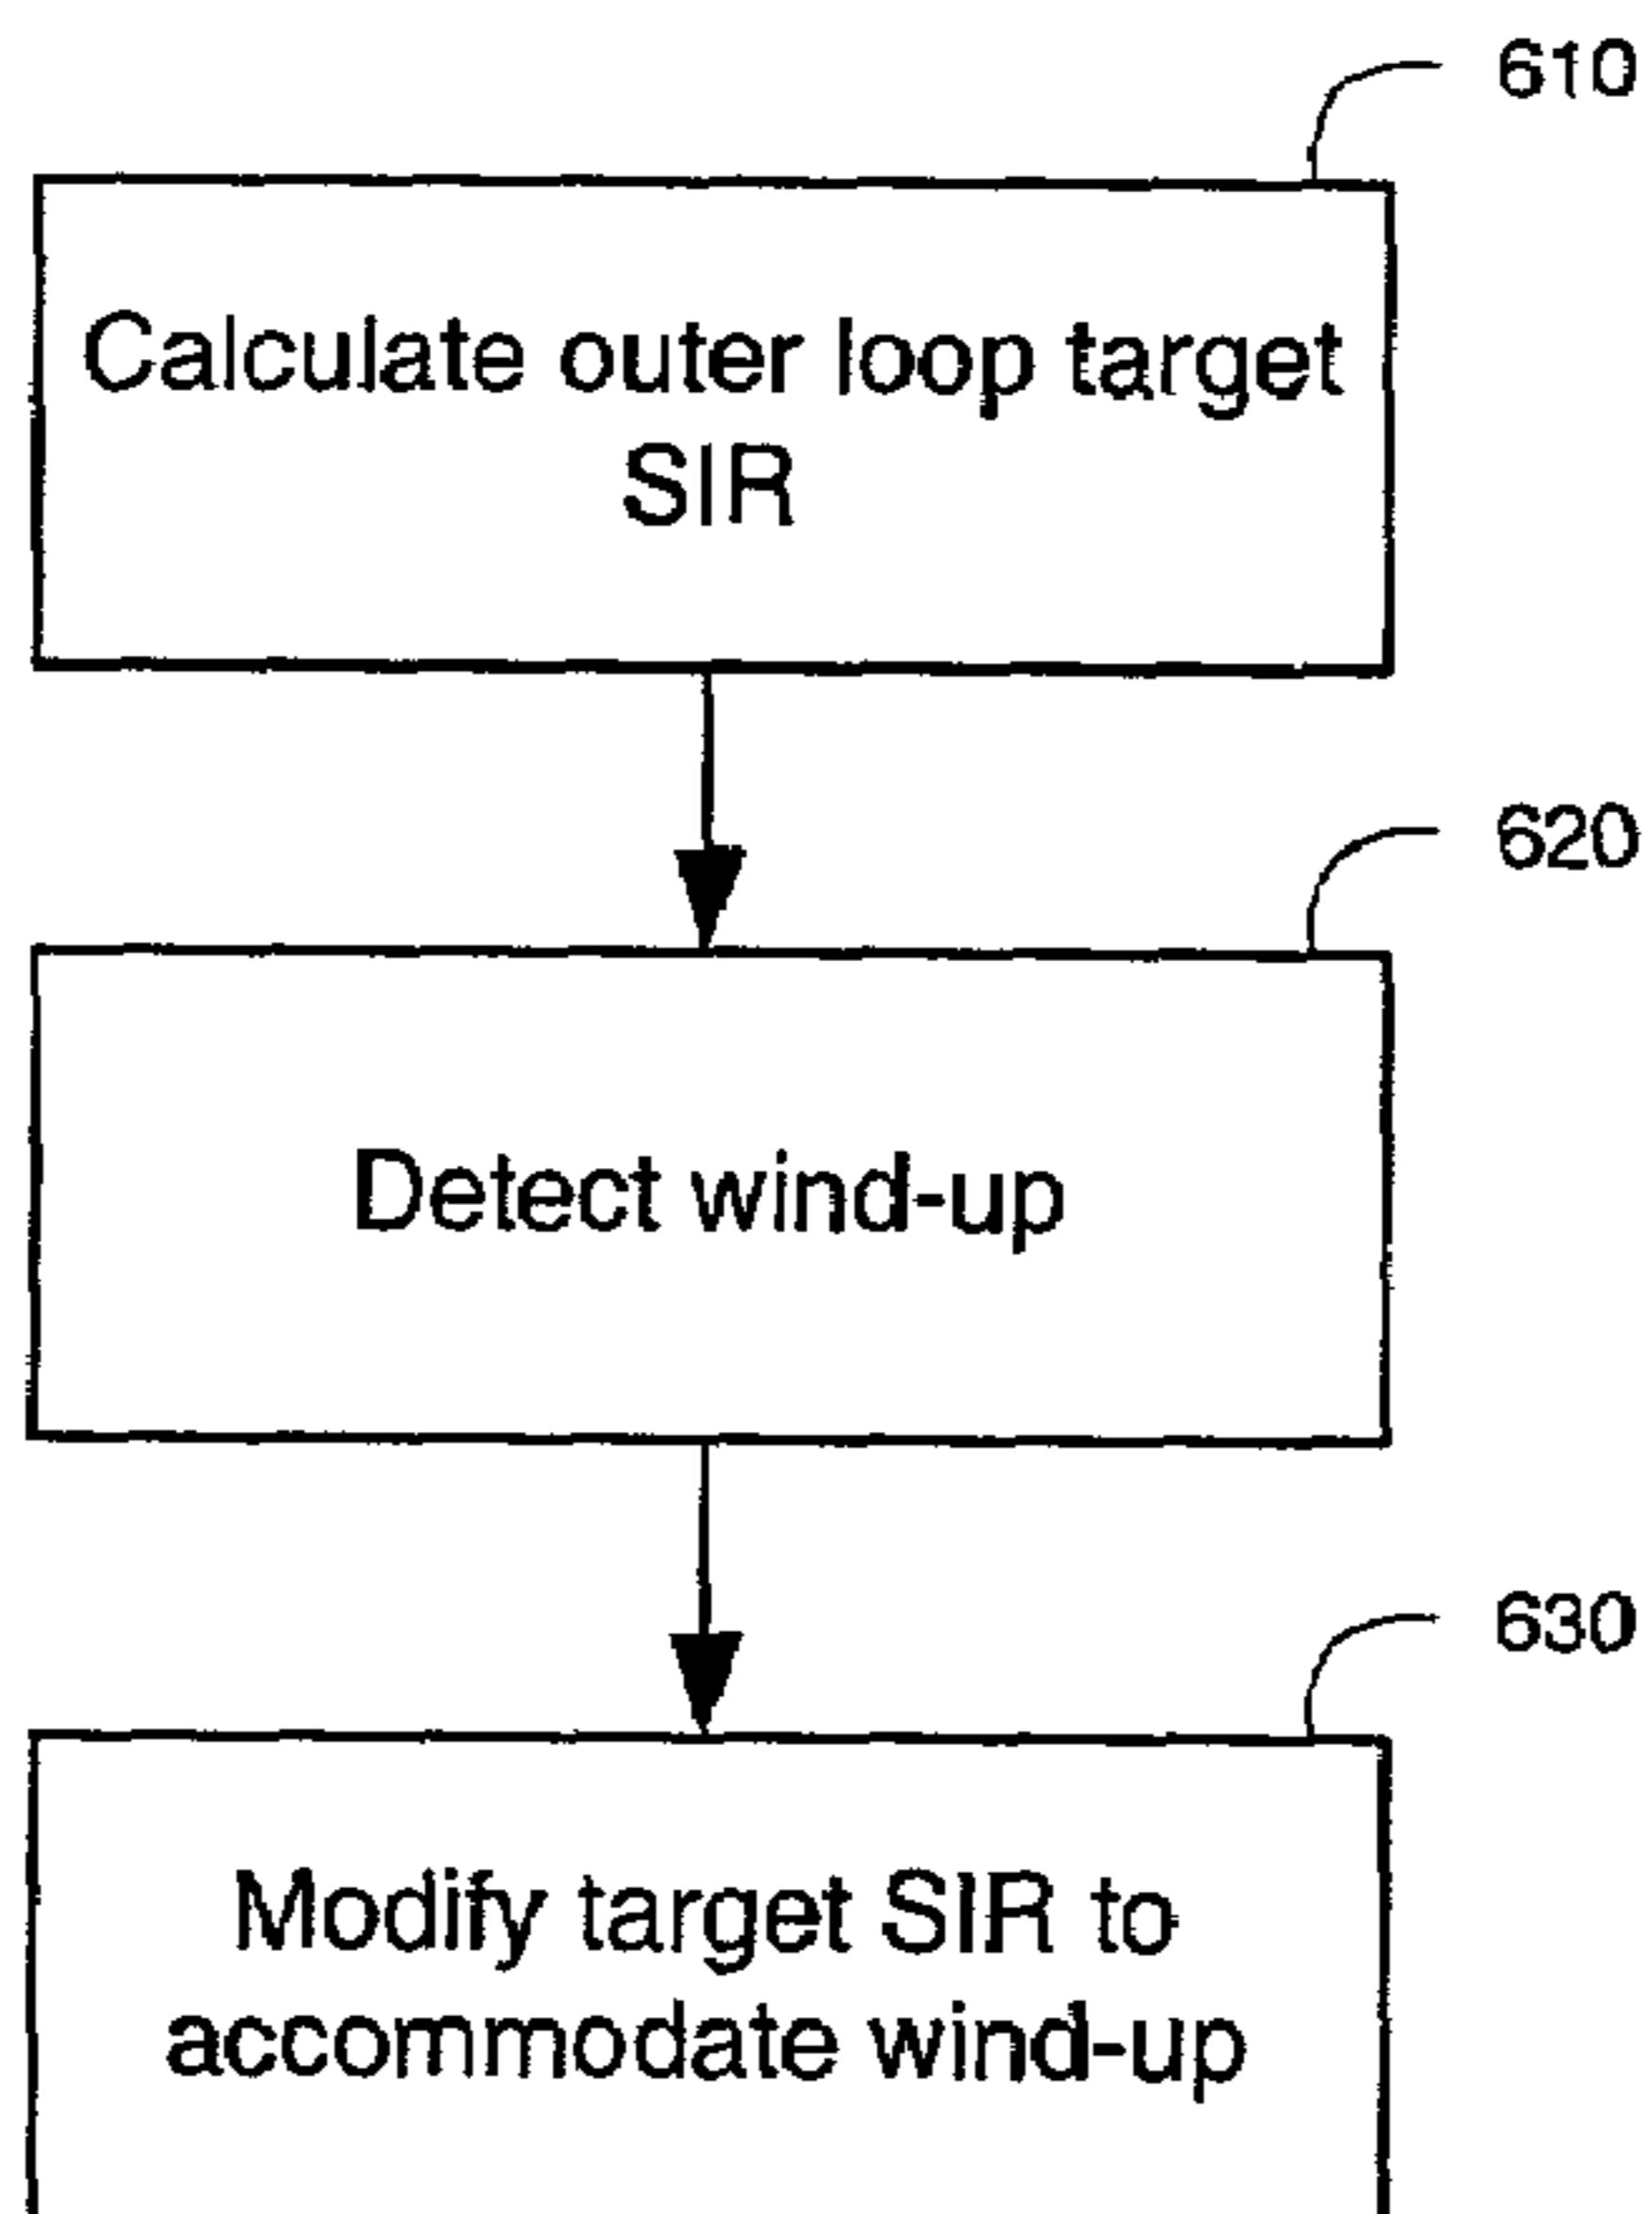 610
Calculate outer loop target
SIR
620
Detect wind-up
630
Modify target SIR to
accommodate wind-up